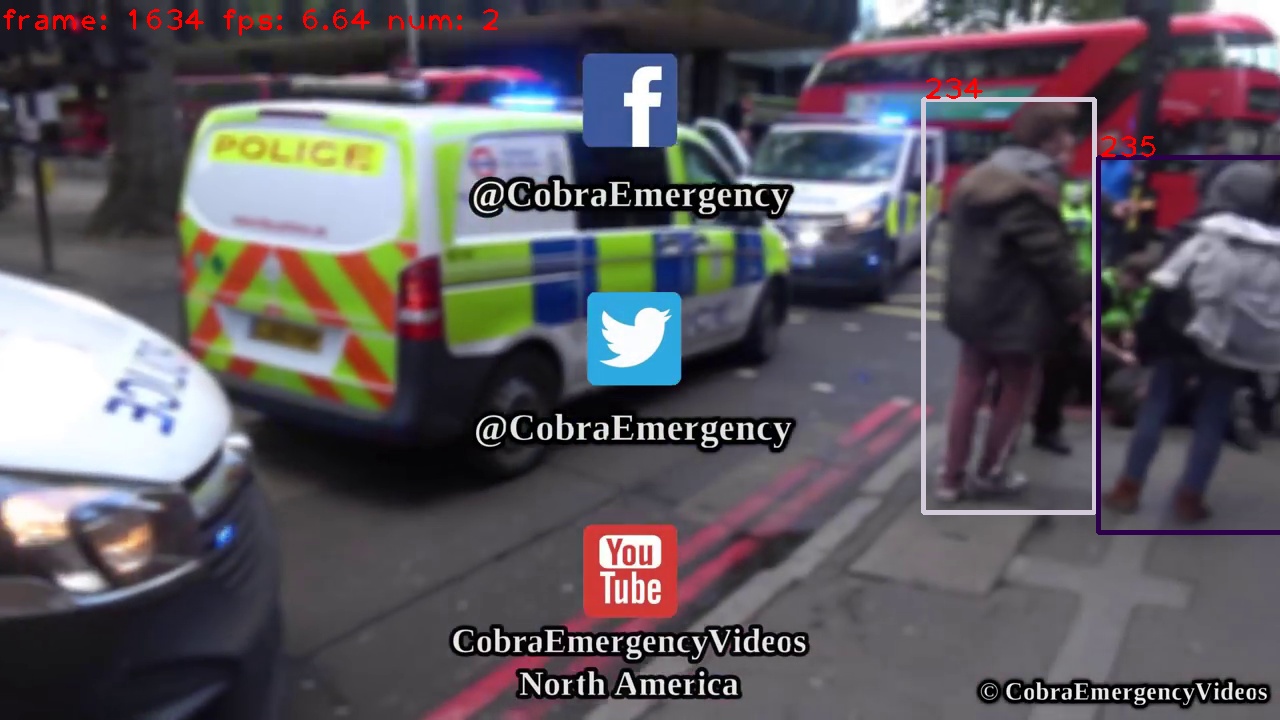 frame: 1634 fps: 6.64 num: 2
234
235
POLICE
f
@CobraEmergency
@CobraEmergency
POLICE
You
Tube
CobraEmergencyVideos
North America
© CobraEmergencyVideos